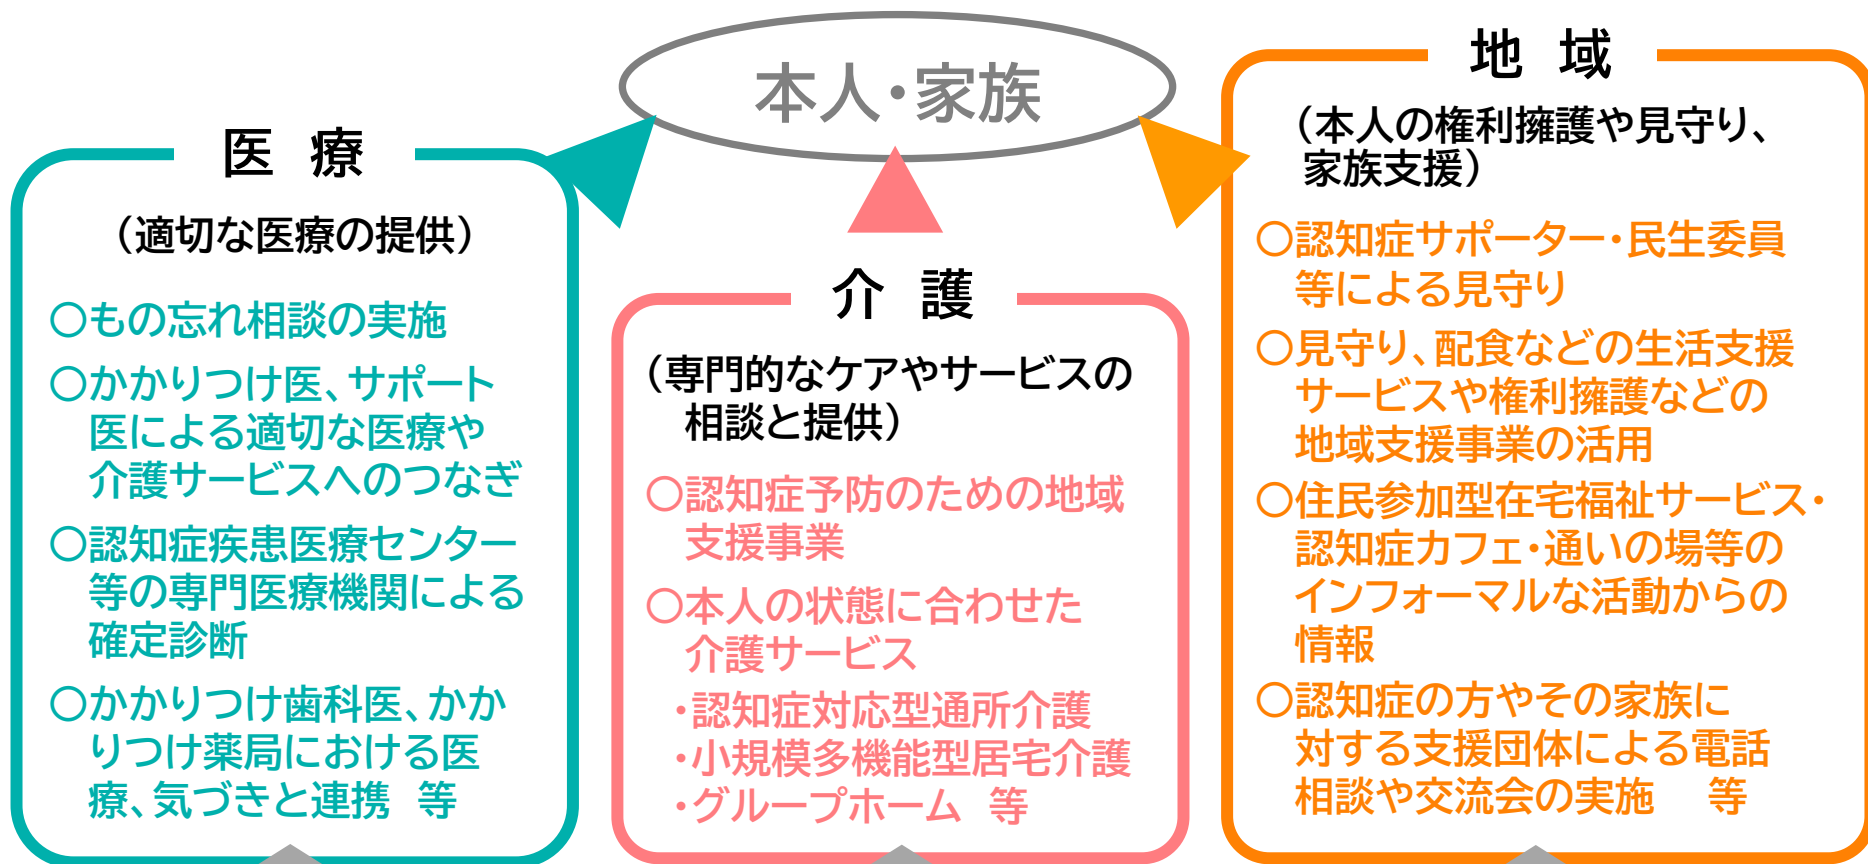 本人・家族
医 療
（適切な医療の提供）
○もの忘れ相談の実施
○かかりつけ医、サポート
医による適切な医療や
介護サービスへのつなぎ
○認知症疾患医療センター
等の専門医療機関による
確定診断
○かかりつけ歯科医、かか
りつけ薬局における医
療、気づきと連携 等
介 護
（専門的なケアやサービスの
相談と提供）
○認知症予防のための地域
支援事業
○本人の状態に合わせた
介護サービス
・認知症対応型通所介護
・小規模多機能型居宅介護
・グループホーム 等
地 域
（本人の権利擁護や見守り、
家族支援）
○認知症サポーター・民生委員
等による見守り
○見守り、配食などの生活支援
サービスや権利擁護などの
地域支援事業の活用
○住民参加型在宅福祉サービス・
認知症カフェ・通いの場等の
インフォーマルな活動からの
情報
○認知症の方やその家族に
対する支援団体による電話
相談や交流会の実施 等